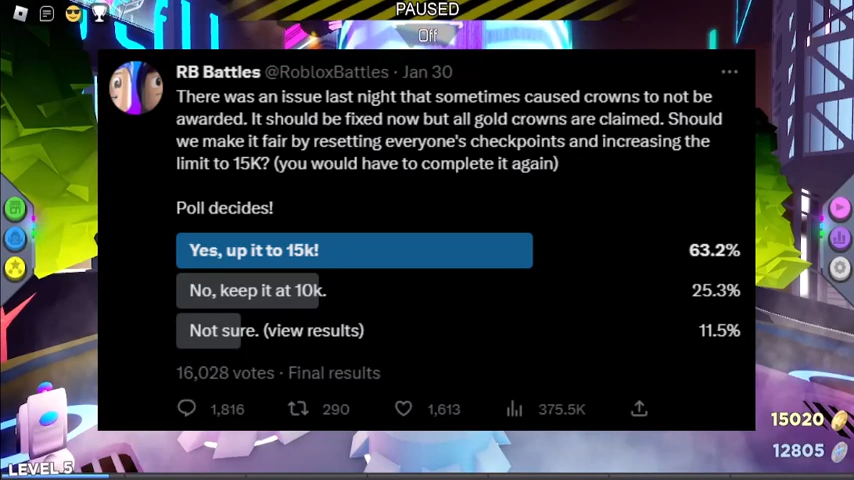 PAUSED
Off
RB Battles @RobloxBattles · Jan 30
There was an issue last night that sometimes caused crowns to not be
awarded. It should be fixed now but all gold crowns are claimed. Should
we make it fair by resetting everyone's checkpoints and increasing the
limit to 15K? (you would have to complete it again)
Poll decides!
Yes, up it to 15k! 63.2%
No, keep it at 10k. 25.3%
Not sure. (view results) 11.5%
16,028 votes · Final results
1,816 290 1,613 375.5K
15020
12805
LEVEL 5